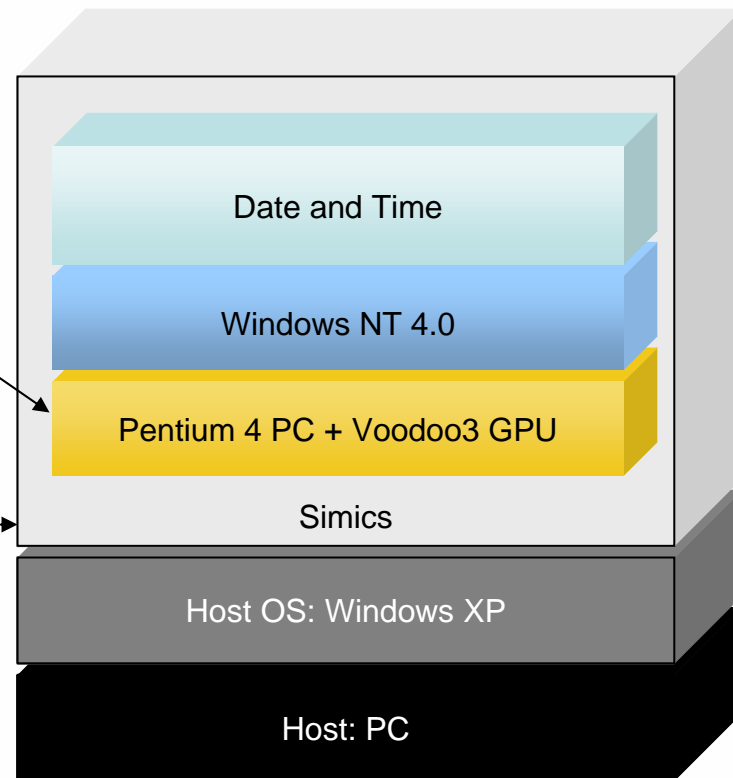 Date and Time
Windows NT 4.0
Pentium 4 PC + Voodoo3 GPU
Simics
Host OS: Windows XP
Host: PC